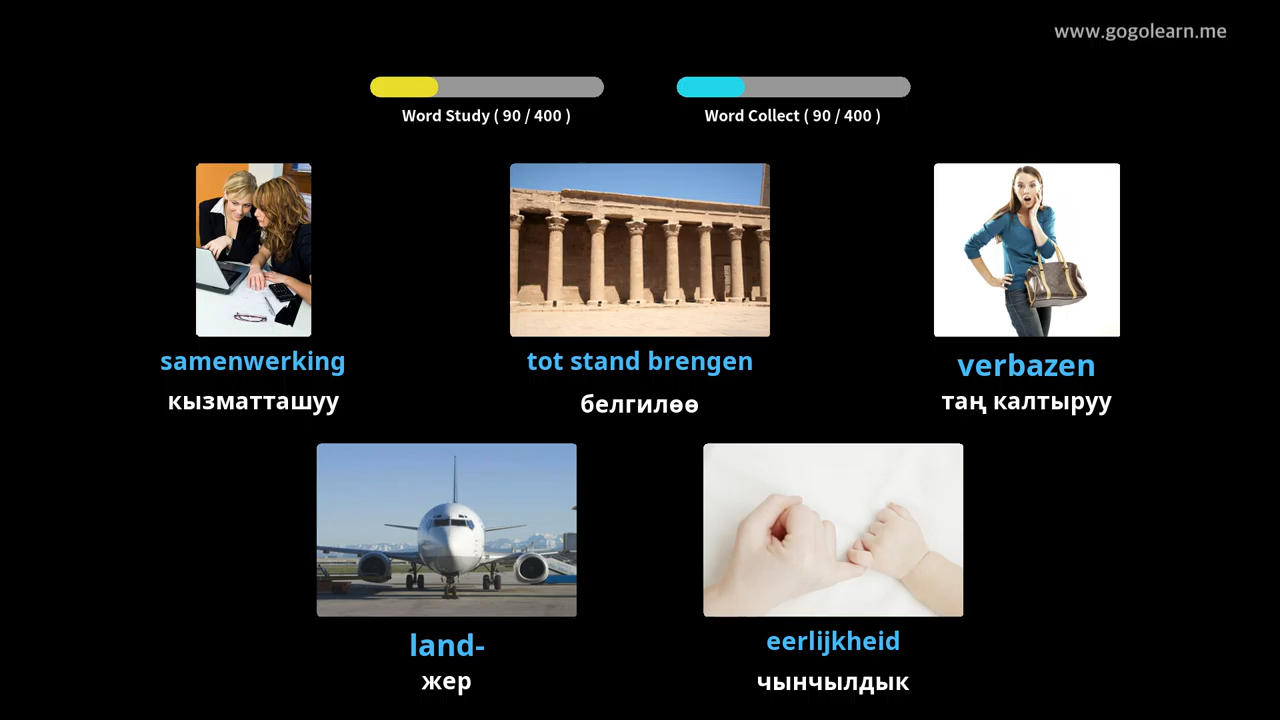 www.gogolearn.me
Word Study ( 90 / 400 )
Word Collect ( 90 / 400 )
samenwerking
кызматташуу
tot stand brengen
белгилөө
verbazen
таң калтыруу
land-
жер
eerlijkheid
чынчылдык